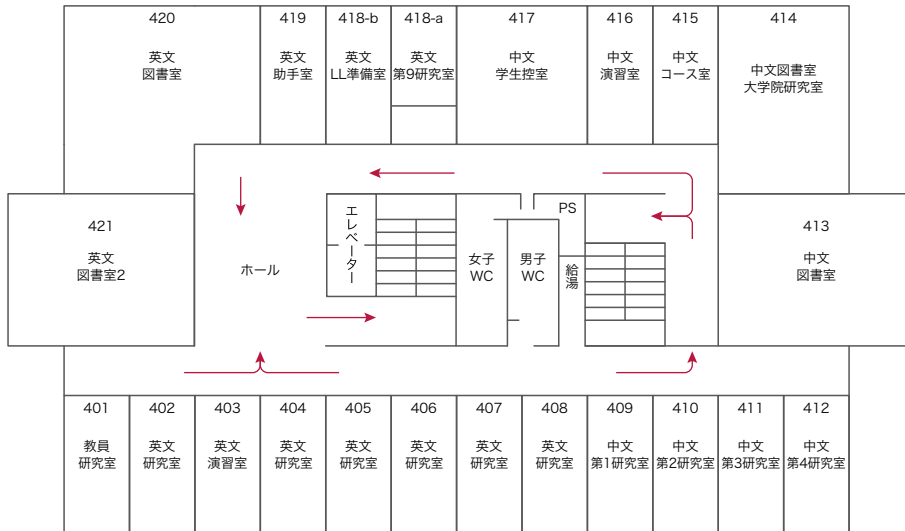 420
英文
図書室
419
英文
助手室
418-b
英文
LL準備室
418-a
英文
第9研究室
417
中文
学生控室
416
中文
演習室
415
中文
コース室
414
中文図書室
大学院研究室
421
英文
図書室2
ホール
エレベーター
女子
WC
男子
WC
PS
給湯
413
中文
図書室
401
教員
研究室
402
英文
研究室
403
英文
演習室
404
英文
研究室
405
英文
研究室
406
英文
研究室
407
英文
研究室
408
英文
研究室
409
中文
第1研究室
410
中文
第2研究室
411
中文
第3研究室
412
中文
第4研究室